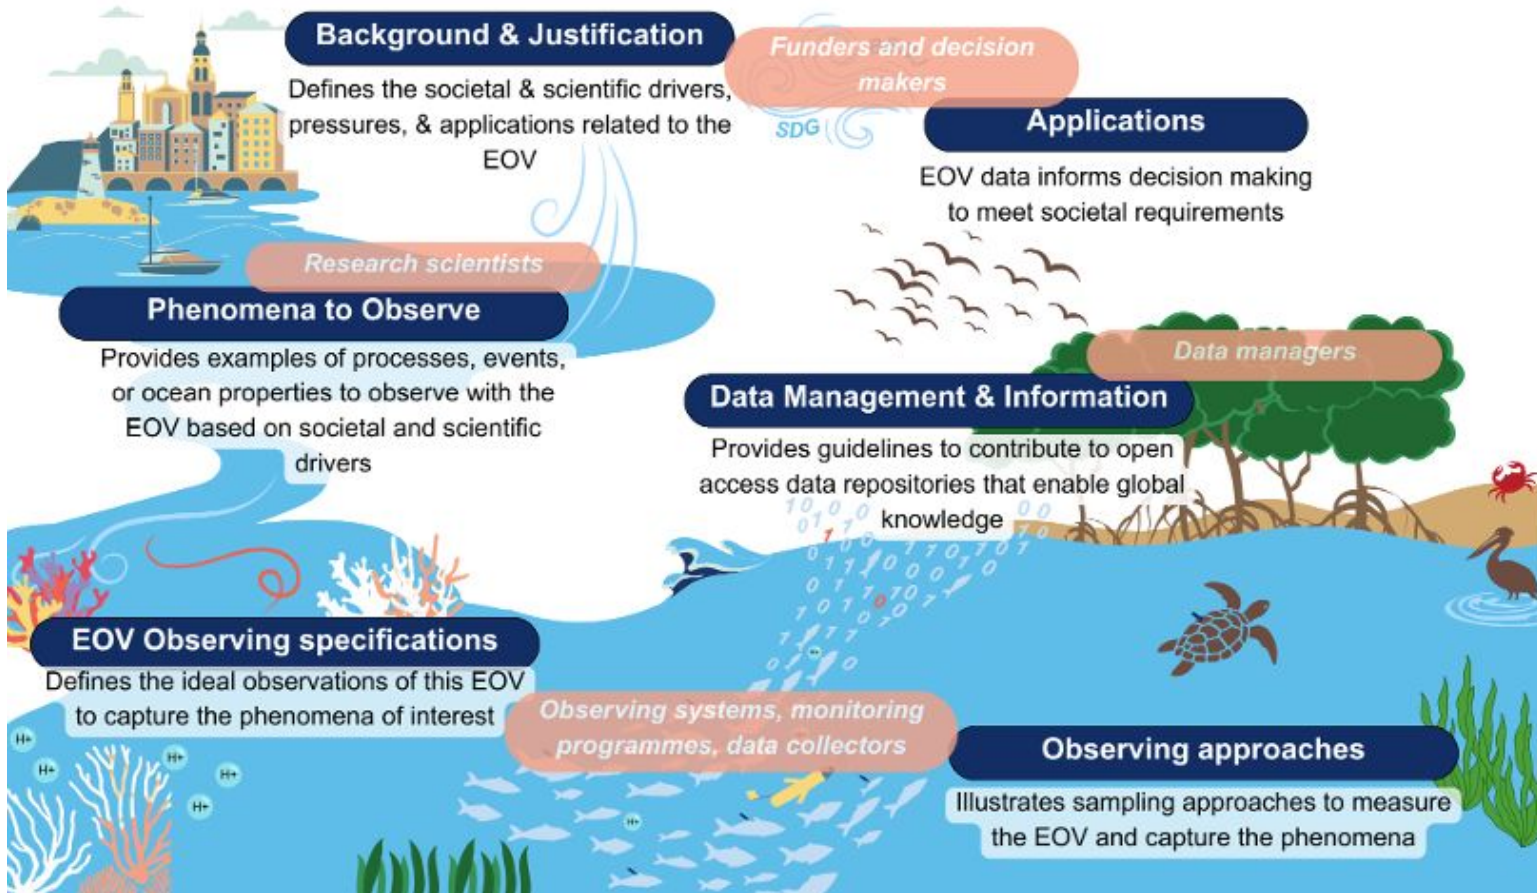 Background & Justification
Defines the societal & scientific drivers,
pressures, & applications related to the
EOV
Funders and decision
makers
SDG
Applications
EOV data informs decision making
to meet societal requirements
Research scientists
Phenomena to Observe
Provides examples of processes, events,
or ocean properties to observe with the
EOV based on societal and scientific
drivers
Data managers
Data Management & Information
Provides guidelines to contribute to open
access data repositories that enable global
knowledge
EOV Observing specifications
Defines the ideal observations of this EOV
to capture the phenomena of interest
Observing systems, monitoring
programmes, data collectors
Observing approaches
Illustrates sampling approaches to measure
the EOV and capture the phenomena
H+
H+
H+
H+
H+
H+
H+